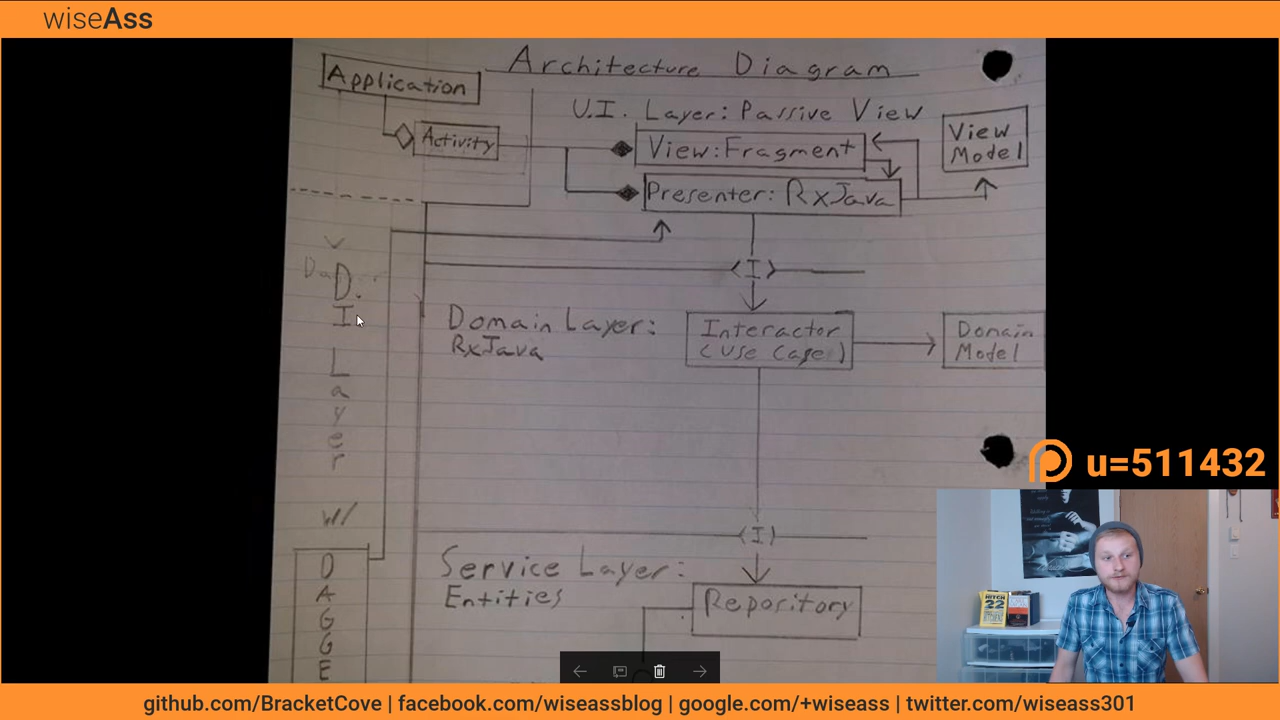 wiseAss
Architecture Diagram
Application
U.I. Layer: Passive View
Activity
View: Fragment
View
Model
Presenter: RxJava
<I>
D.
I
Layer
w/
DAGGE
Domain Layer:
RxJava
Interactor
(Use Case)
Domain
Model
<I>
Service Layer:
Entities
Repository
u=511432
HITCH
22
github.com/BracketCove | facebook.com/wiseassblog | google.com/+wiseass | twitter.com/wiseass301